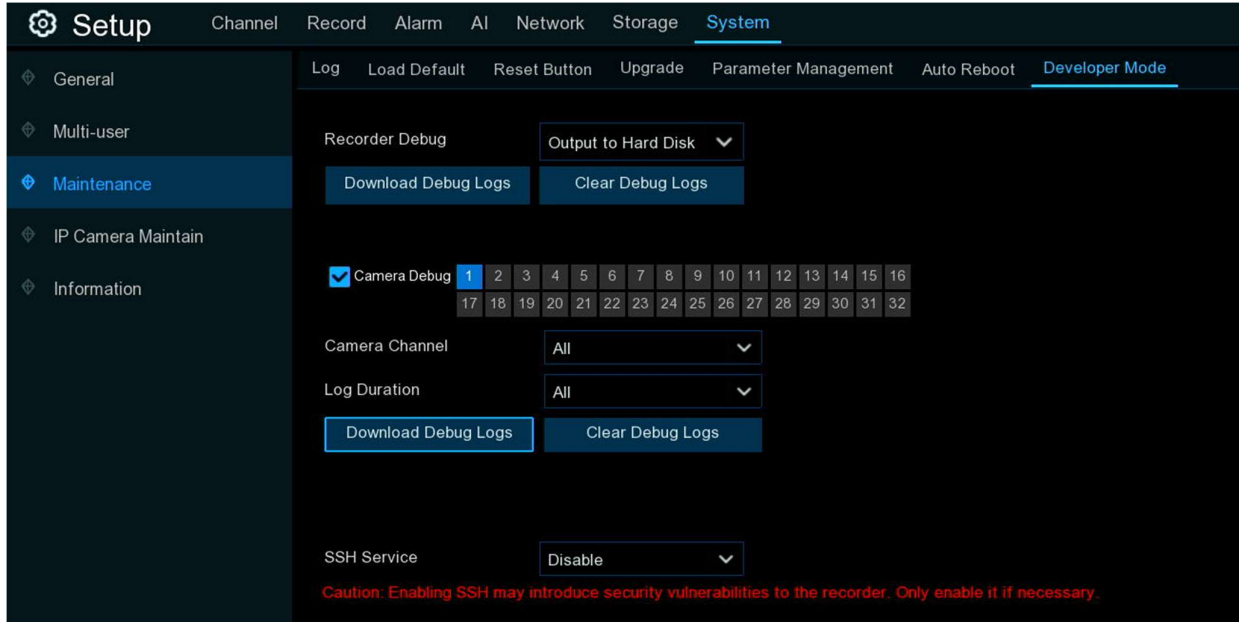 Setup Channel Record Alarm AI Network Storage System
Log Load Default Reset Button Upgrade Parameter Management Auto Reboot Developer Mode
General
Multi-user
Maintenance
IP Camera Maintain
Information
Recorder Debug Output to Hard Disk
Download Debug Logs Clear Debug Logs
Camera Debug 1 2 3 4 5 6 7 8 9 10 11 12 13 14 15 16
17 18 19 20 21 22 23 24 25 26 27 28 29 30 31 32
Camera Channel All
Log Duration All
Download Debug Logs Clear Debug Logs
SSH Service Disable
Caution: Enabling SSH may introduce security vulnerabilities to the recorder. Only enable it if necessary.